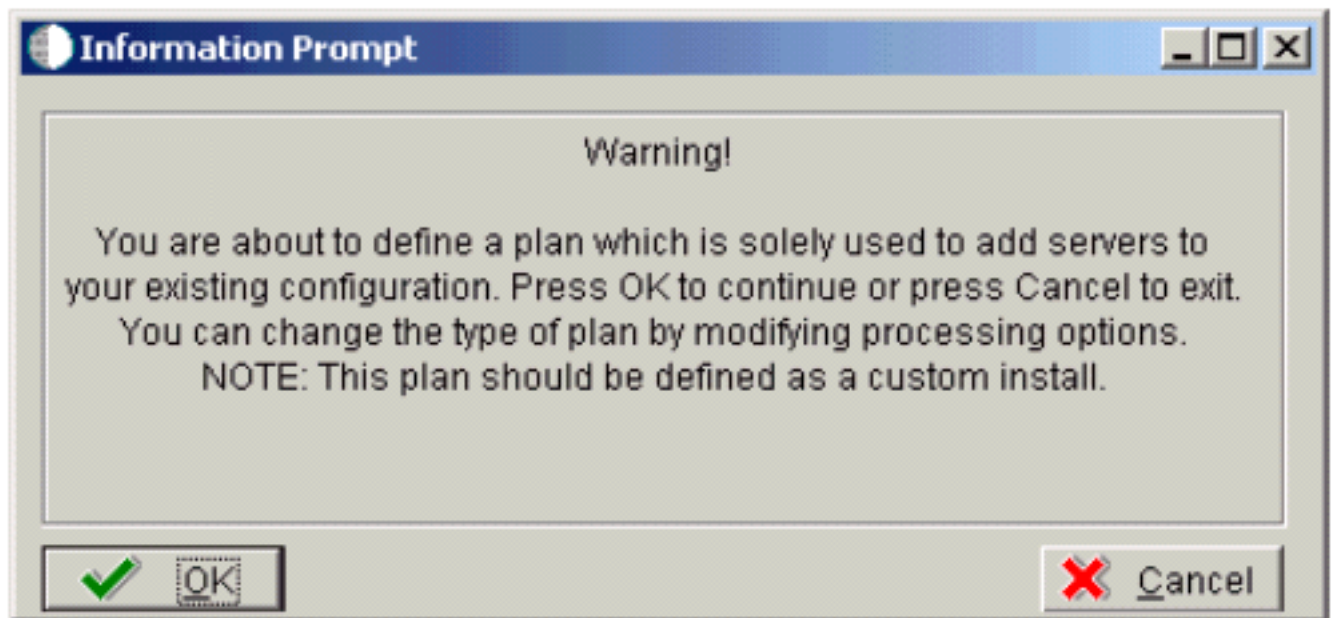 Information Prompt
Warning!
You are about to define a plan which is solely used to add servers to
your existing configuration. Press OK to continue or press Cancel to exit.
You can change the type of plan by modifying processing options.
NOTE: This plan should be defined as a custom install.
OK
Cancel